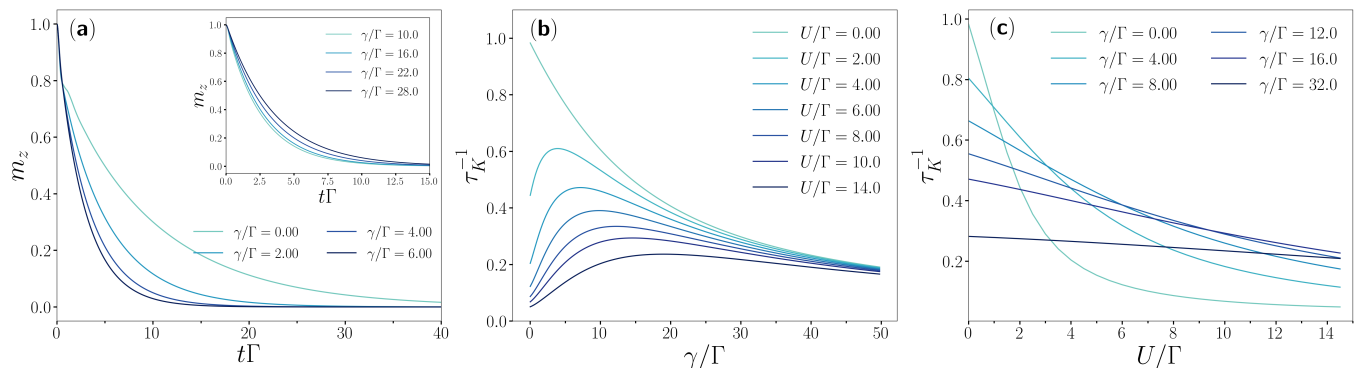 (a)
1.0
0.8
0.6
0.4
0.2
0.0
m_z
0
10
20
30
40
tΓ
γ/Γ = 0.00
γ/Γ = 2.00
γ/Γ = 4.00
γ/Γ = 6.00
1.0
0.8
0.6
0.4
0.2
0.0
m_z
0.0
2.5
5.0
7.5
10.0
12.5
15.0
tΓ
γ/Γ = 10.0
γ/Γ = 16.0
γ/Γ = 22.0
γ/Γ = 28.0
(b)
1.0
0.8
0.6
0.4
0.2
0.0
τ_K^{-1}
0
10
20
30
40
50
γ/Γ
U/Γ = 0.00
U/Γ = 2.00
U/Γ = 4.00
U/Γ = 6.00
U/Γ = 8.00
U/Γ = 10.0
U/Γ = 14.0
(c)
1.0
0.8
0.6
0.4
0.2
τ_K^{-1}
0
2
4
6
8
10
12
14
U/Γ
γ/Γ = 0.00
γ/Γ = 4.00
γ/Γ = 8.00
γ/Γ = 12.0
γ/Γ = 16.0
γ/Γ = 32.0